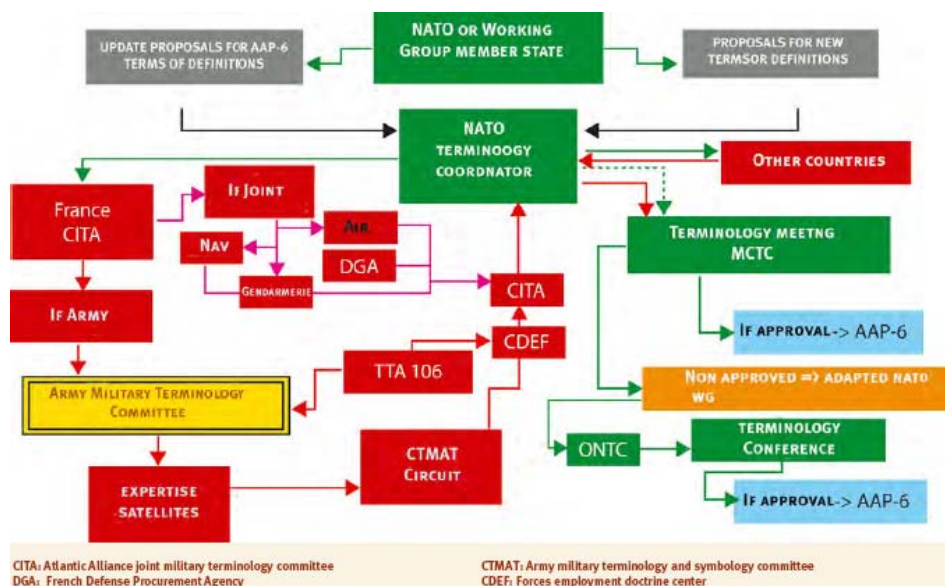 NATO OR WORKING
GROUP MEMBER STATE
UPDATE PROPOSALS FOR AAP-6
TERMS OF DEFINITIONS
PROPOSALS FOR NEW
TERMSOR DEFINITIONS
NATO
TERMINOOGY
COORDNATOR
OTHER COUNTRIES
France
CITA
IF JOINT
NAV
AIR
DGA
GENDARMERIE
TERMINOLOGY MEETNG
MCTC
CITA
IF ARMY
CDEF
IF APPROVAL-> AAP-6
TTA 106
NON APPROVED => ADAPTED NATO
WG
ARMY MILITARY TERMINOLOGY
COMMITTEE
CTMAT
CIRCUIT
ONTC
TERMINOLOGY
CONFERENCE
EXPERTISE
-SATELLITES
IF APPROVAL-> AAP-6
CITA: Atlantic Alliance joint military terminology committee
DGA: French Defense Procurement Agency
CTMAT: Army military terminology and symbology committee
CDEF: Forces employment doctrine center